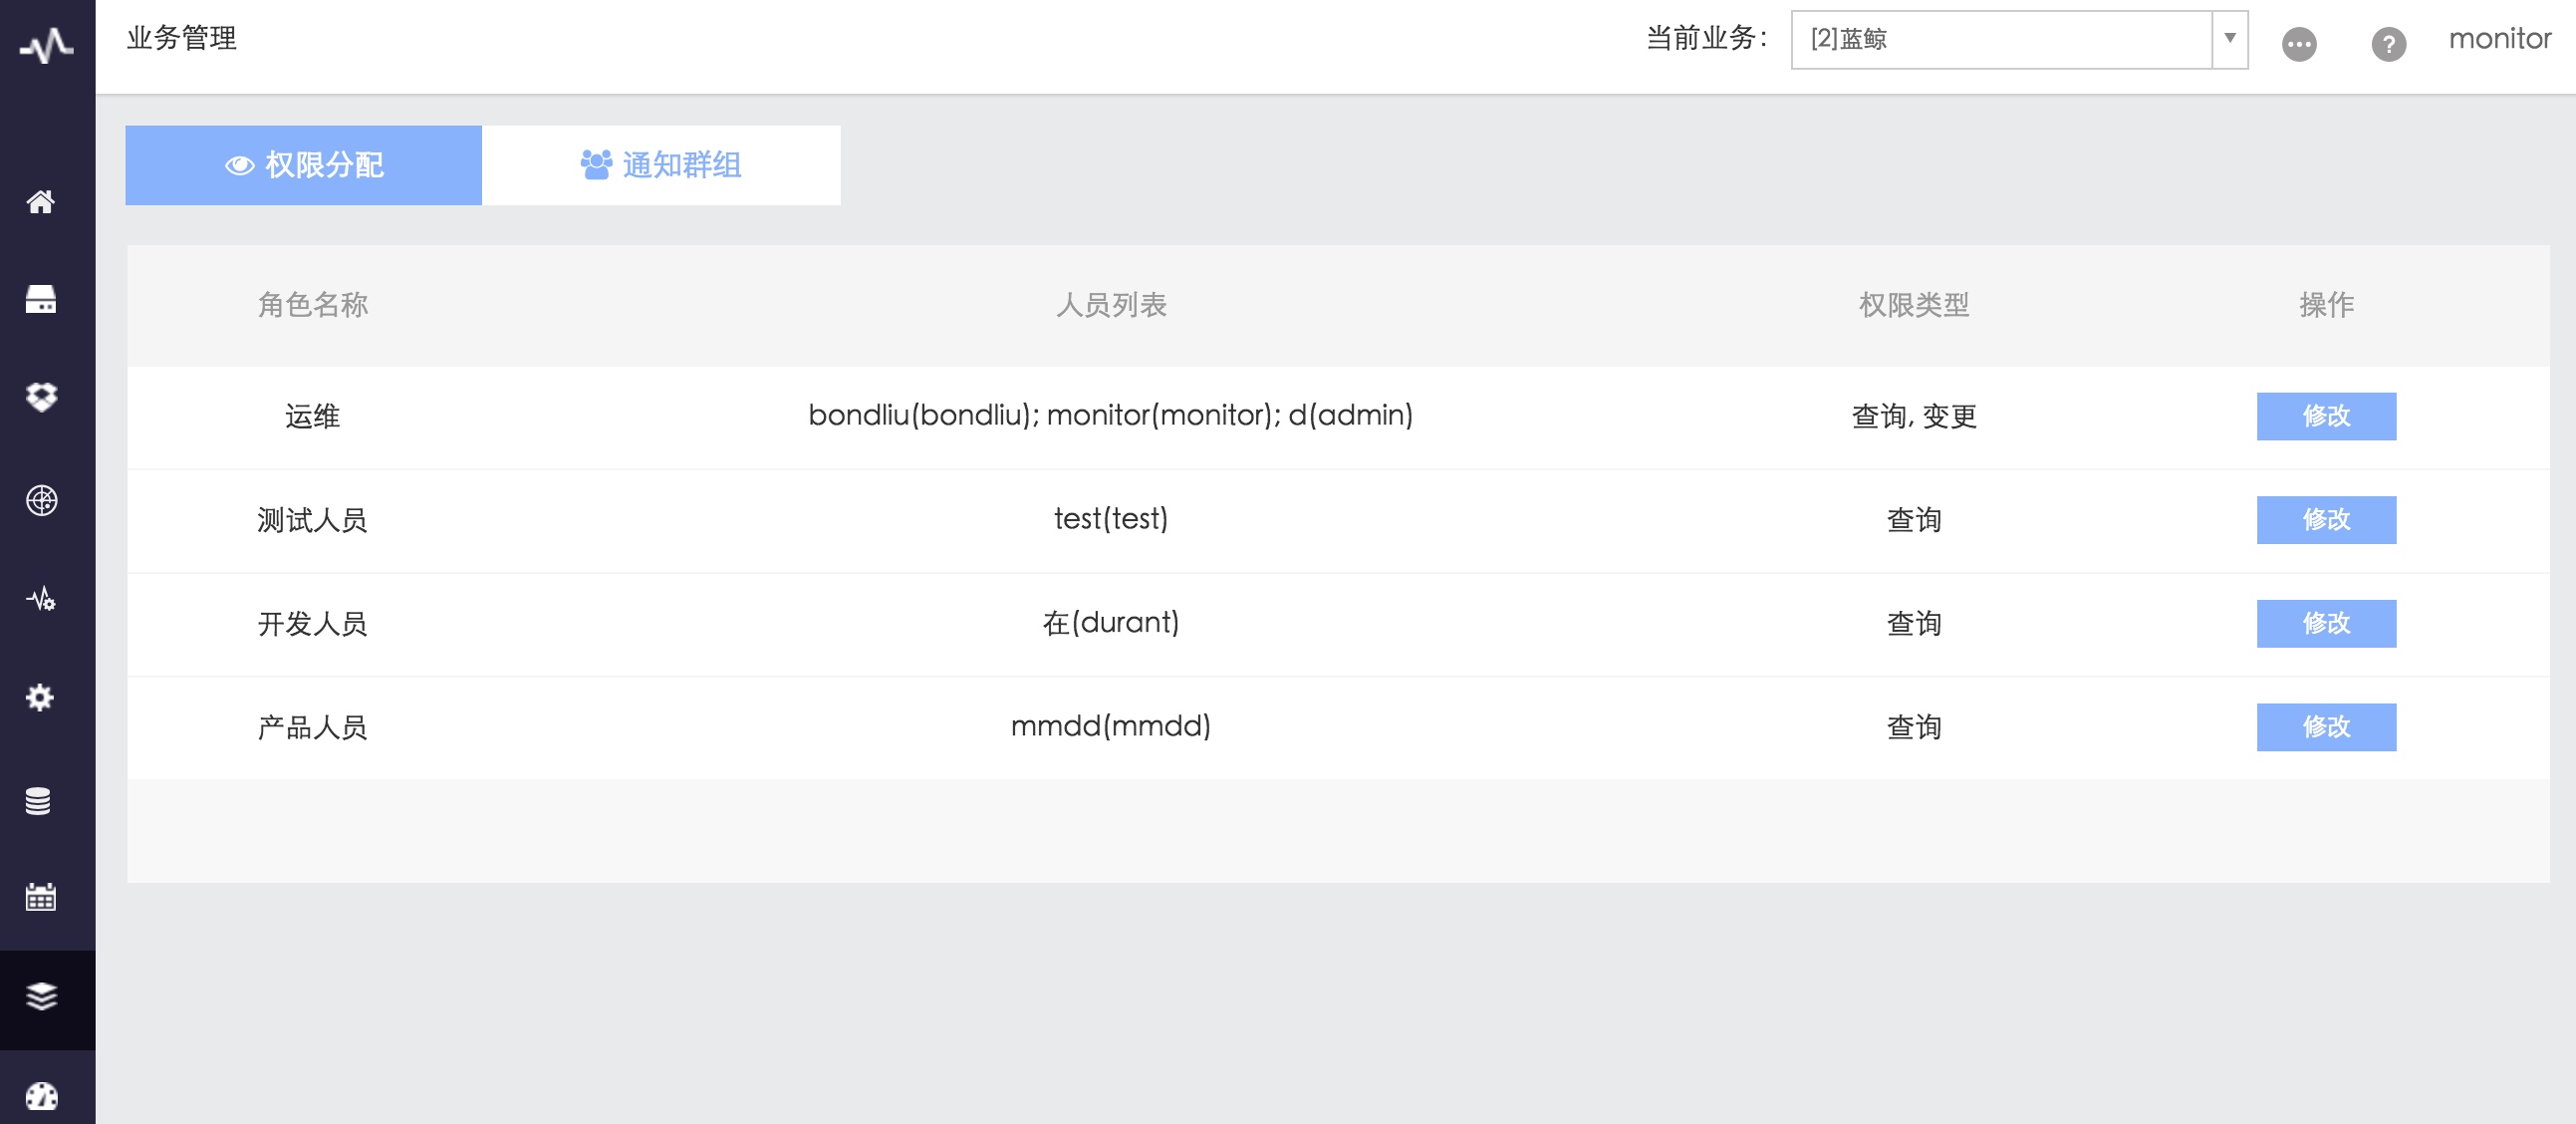 业务管理
当前业务：
[2]蓝鲸
monitor
权限分配
通知群组
角色名称 人员列表 权限类型 操作
运维 bondliu(bondliu); monitor(monitor); d(admin) 查询, 变更 修改
测试人员 test(test) 查询 修改
开发人员 在(durant) 查询 修改
产品人员 mmdd(mmdd) 查询 修改